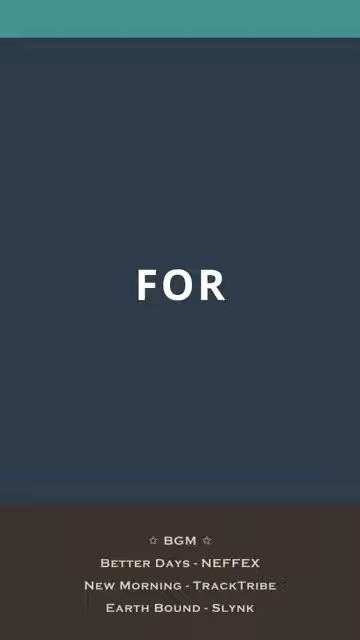 FOR
☆ BGM ☆
Better Days - NEFFEX
New Morning - TrackTribe
Earth Bound - Slynk